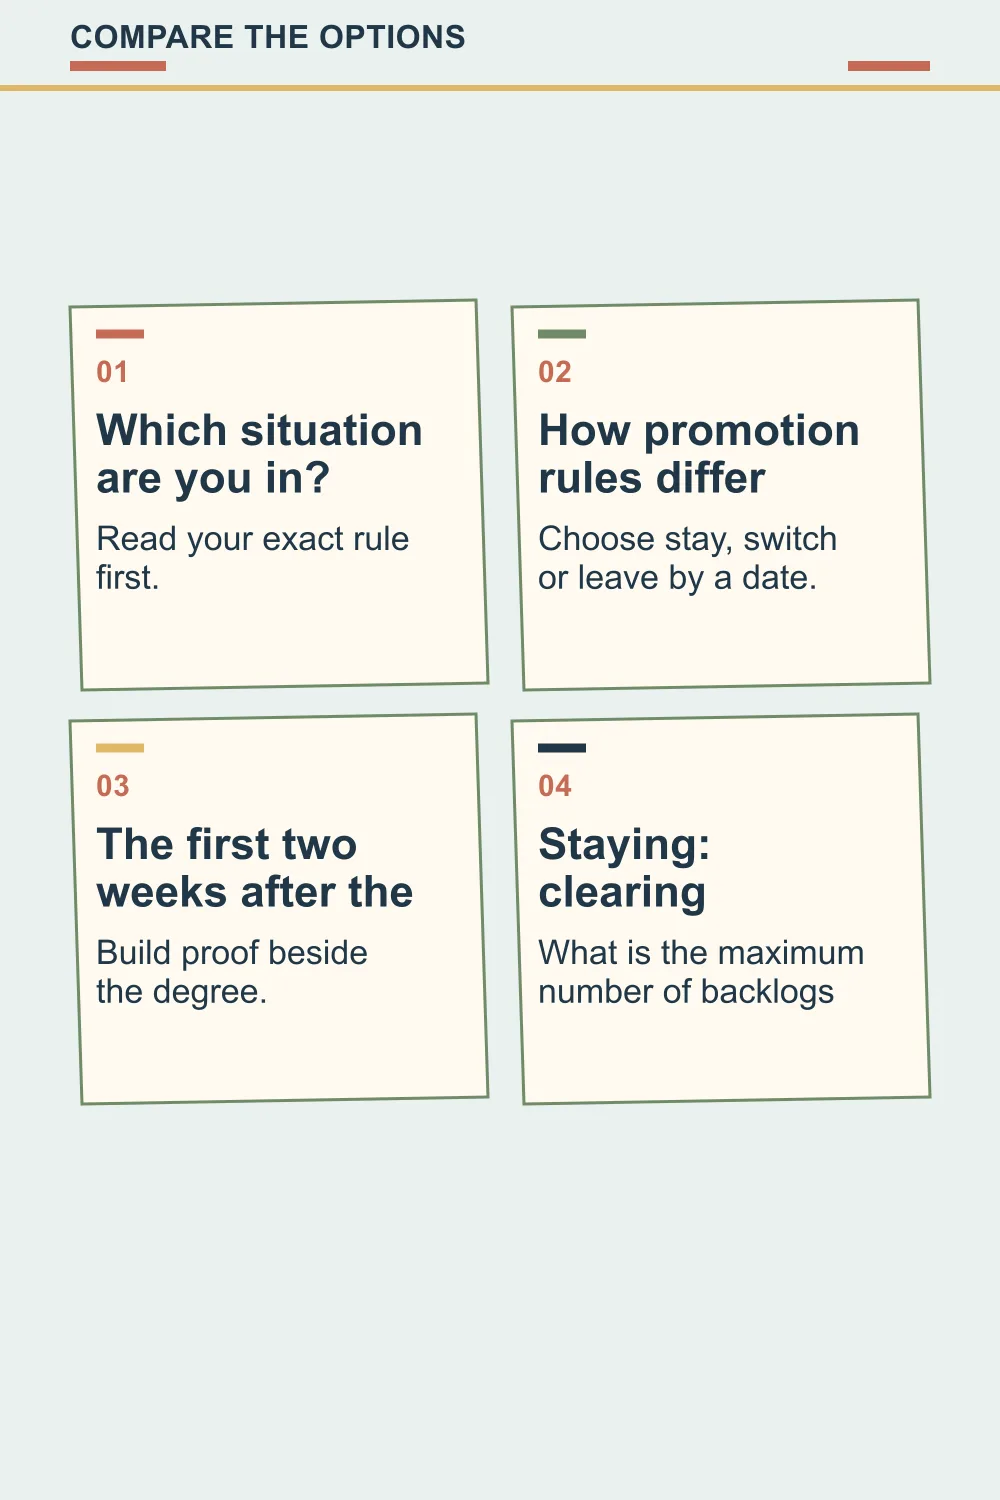 COMPARE THE OPTIONS
01
Which situation
are you in?
Read your exact rule
first.
02
How promotion
rules differ
Choose stay, switch
or leave by a date.
03
The first two
weeks after the
Build proof beside
the degree.
04
Staying:
clearing
What is the maximum
number of backlogs